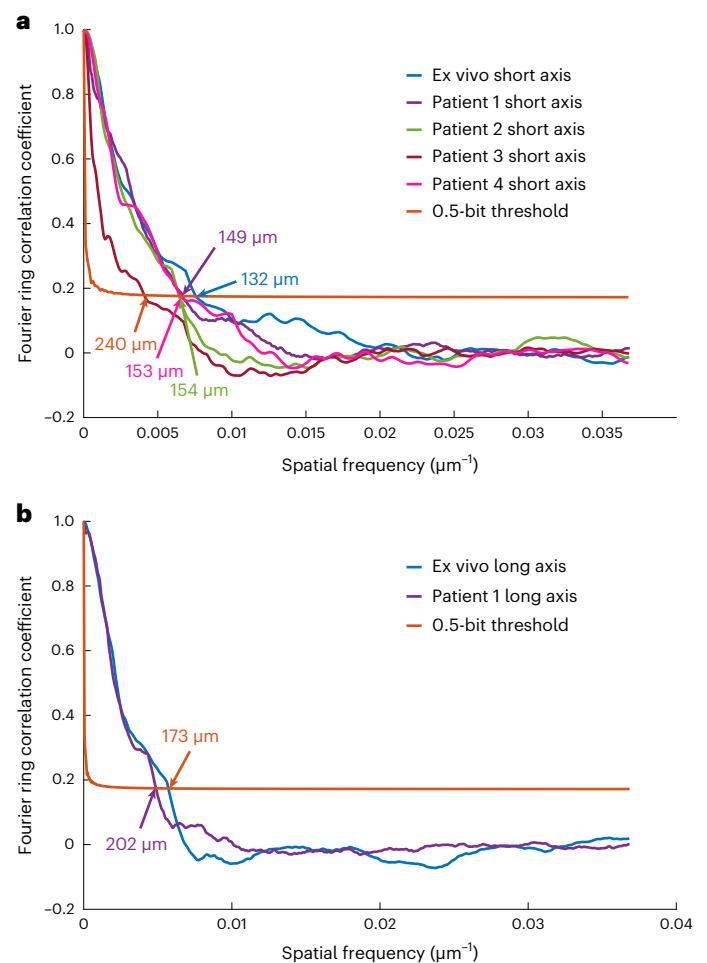 a
1.0
0.8
0.6
0.4
0.2
0
–0.2
Fourier ring correlation coefficient
Ex vivo short axis
Patient 1 short axis
Patient 2 short axis
Patient 3 short axis
Patient 4 short axis
0.5-bit threshold
149 µm
132 µm
240 µm
153 µm
154 µm
0
0.005
0.01
0.015
0.02
0.025
0.03
0.035
Spatial frequency (µm⁻¹)
b
1.0
0.8
0.6
0.4
0.2
0
–0.2
Fourier ring correlation coefficient
Ex vivo long axis
Patient 1 long axis
0.5-bit threshold
173 µm
202 µm
0
0.01
0.02
0.03
0.04
Spatial frequency (µm⁻¹)